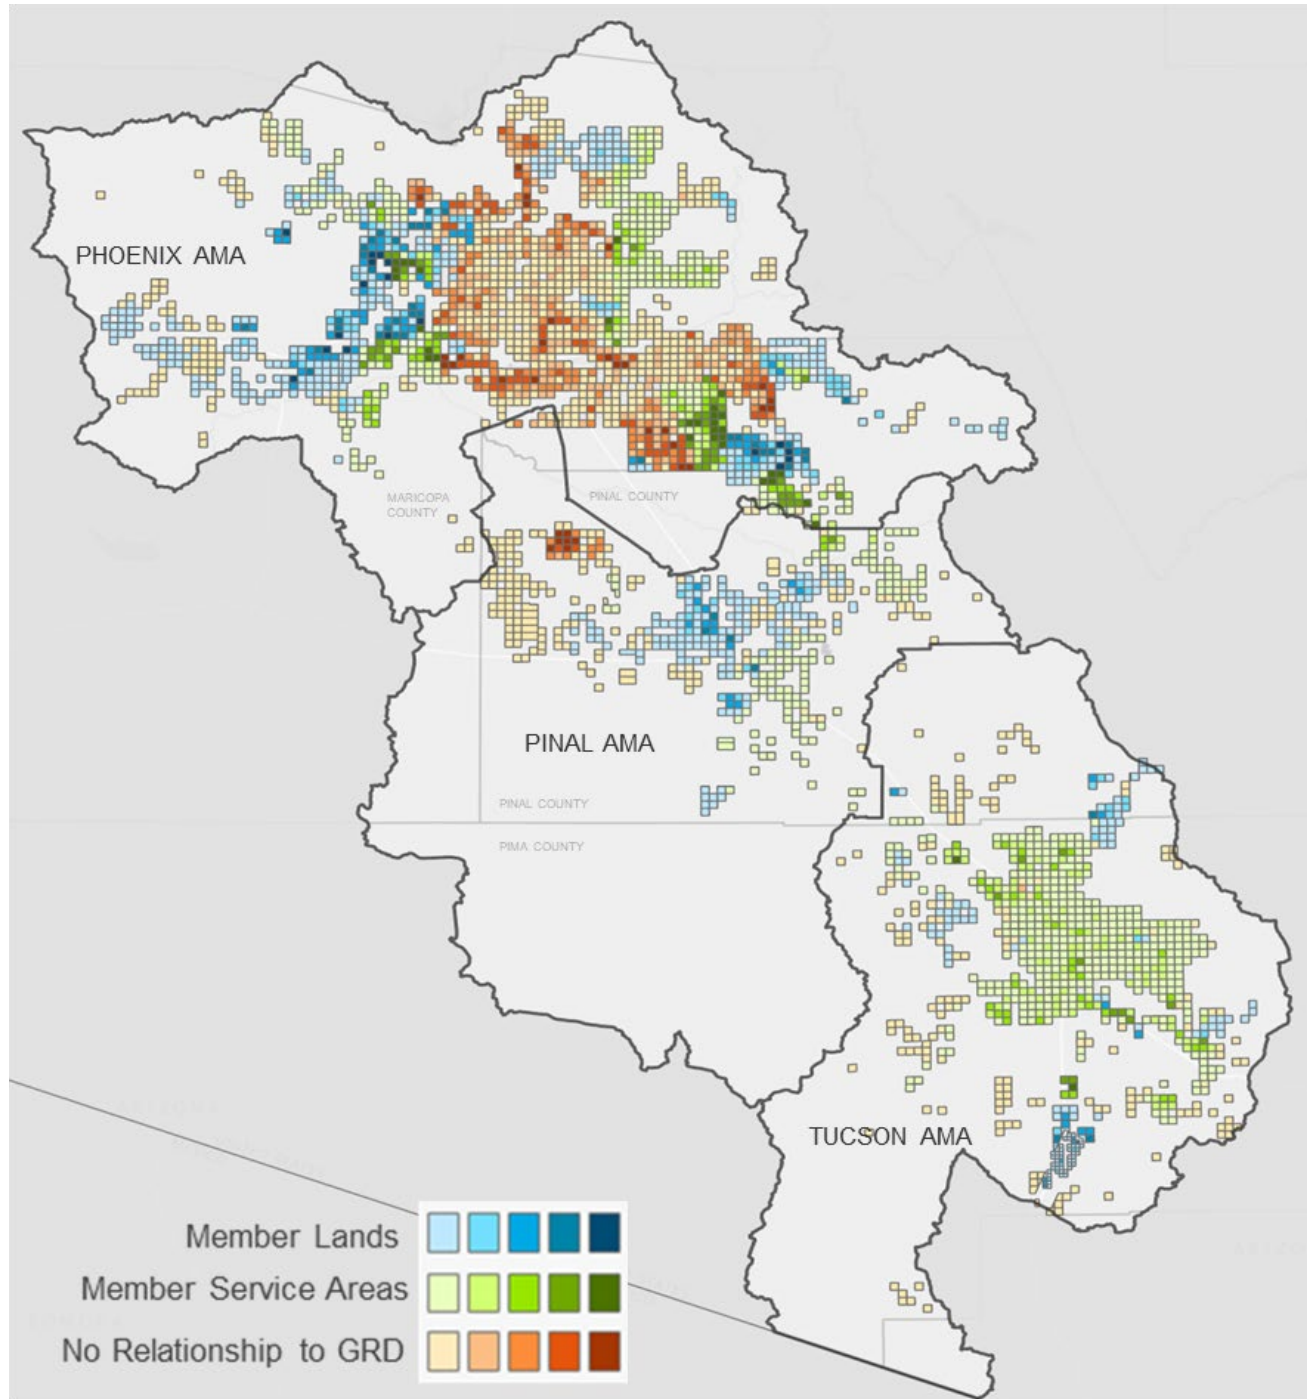 PHOENIX AMA
MARICOPA
COUNTY
PINAL COUNTY
PINAL AMA
PINAL COUNTY
PIMA COUNTY
TUCSON AMA
Member Lands
Member Service Areas
No Relationship to GRD